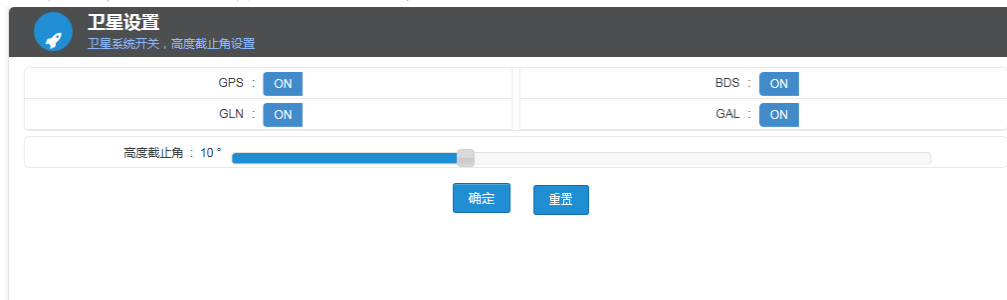 卫星设置
卫星系统开关，高度截止角设置
GPS : ON
BDS : ON
GLN : ON
GAL : ON
高度截止角 : 10 °
确定
重置